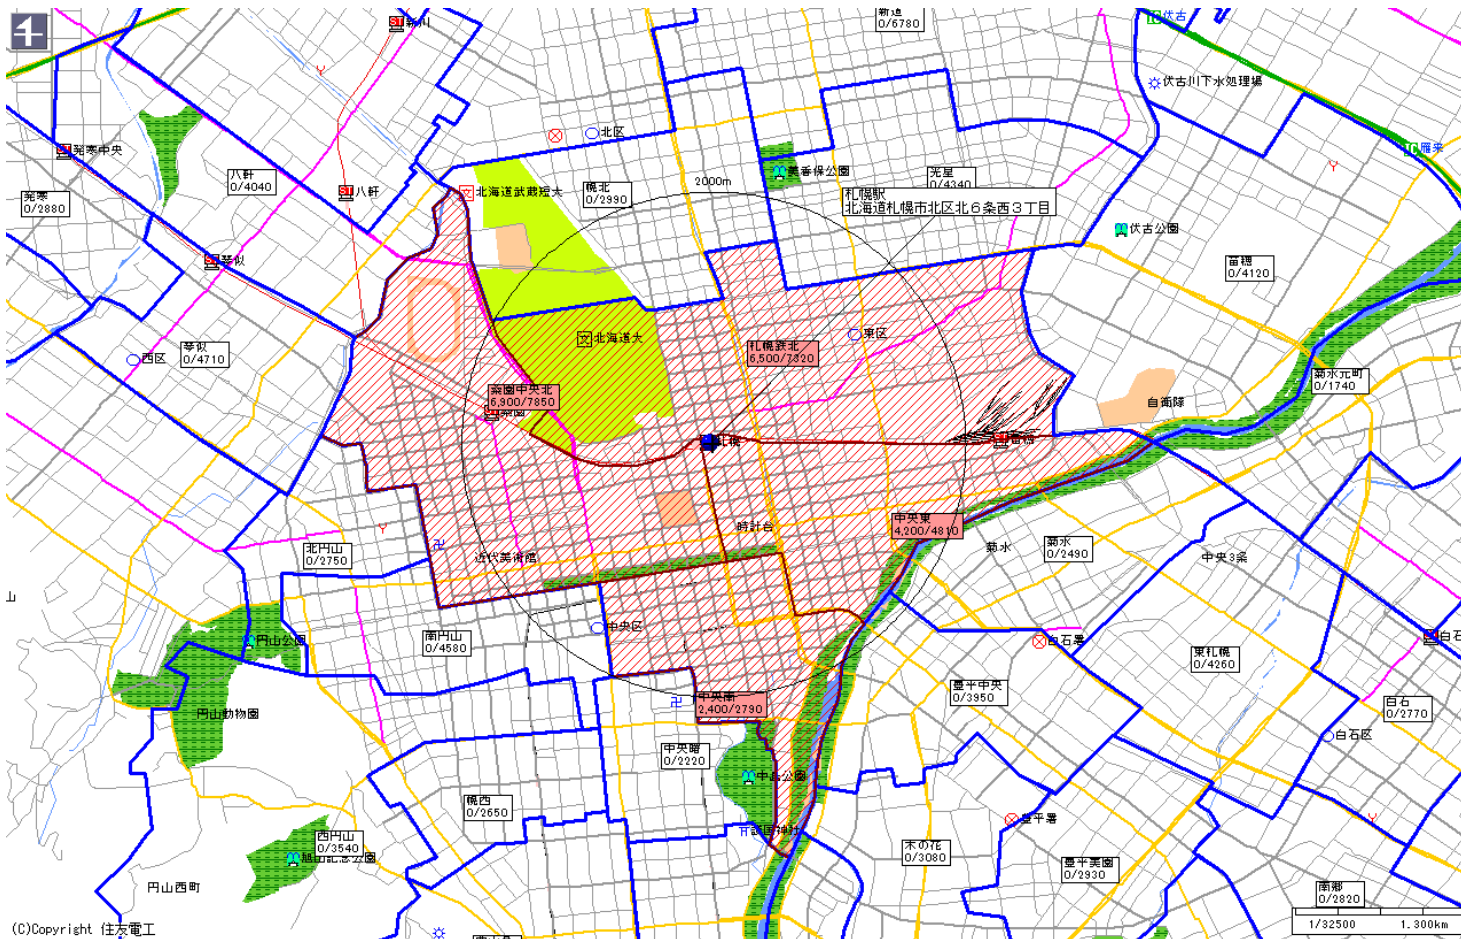 新道
0/6780
新川
伏古
伏古川下水処理場
北区
発寒中央
八軒
0/4040
八軒
発寒
0/2880
北海道武蔵短大
幌北
0/2990
2000m
美香保公園
光星
0/4340
札幌駅
北海道札幌市北区北6条西3丁目
雁来
伏古公園
苗穂
0/4120
琴似
琴似
0/4710
西区
北海道大
札幌鉄北
6,500/7320
東区
桑園中央北
6,900/7850
桑園
菊水元町
0/1740
自衛隊
札幌
苗穂
時計台
中央東
4,200/4810
近代美術館
北円山
0/2750
菊水
菊水
0/2490
中央3条
山
円山公園
南円山
0/4580
中央区
白石署
白石
東札幌
0/4260
豊平中央
0/3950
円山動物園
中央南
2,400/2790
白石
0/2770
白石区
中央曙
0/2220
中島公園
幌西
0/2650
西円山
0/3540
旭山記念公園
護国神社
豊平署
木の花
0/3080
豊平美園
0/2930
円山西町
南郷
0/2820
(C)Copyright 住友電工
1/32500
1.300km